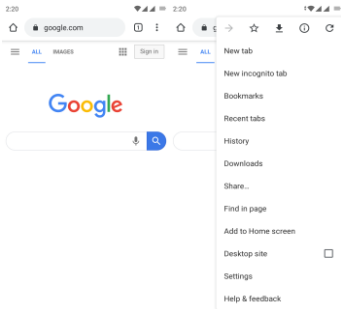 2:20
google.com
1
ALL IMAGES
Sign in
Google
2:20
g
ALL
New tab
New incognito tab
Bookmarks
Recent tabs
History
Downloads
Share...
Find in page
Add to Home screen
Desktop site
Settings
Help & feedback